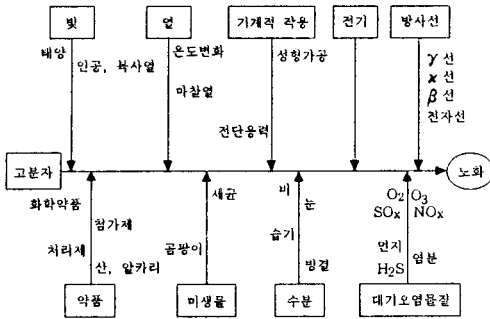 빛
열
기계적 작용
전기
방사선
태양
인공, 복사열
온도변화
마찰열
성형가공
전단응력
γ 선
x 선
β 선
전자선
고분자
노화
화학약품
첨가제
처리제
산, 알카리
세균
곰팡이
비
눈
습기
방결
O2 O3
SOx NOx
먼지
H2S
염분
약품
미생물
수분
대기오염물질